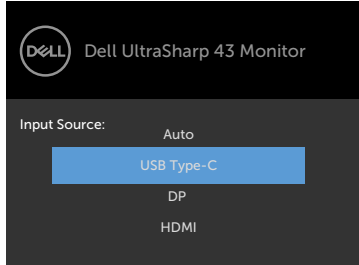 DELL
Dell UltraSharp 43 Monitor
Input Source:
Auto
USB Type-C
DP
HDMI